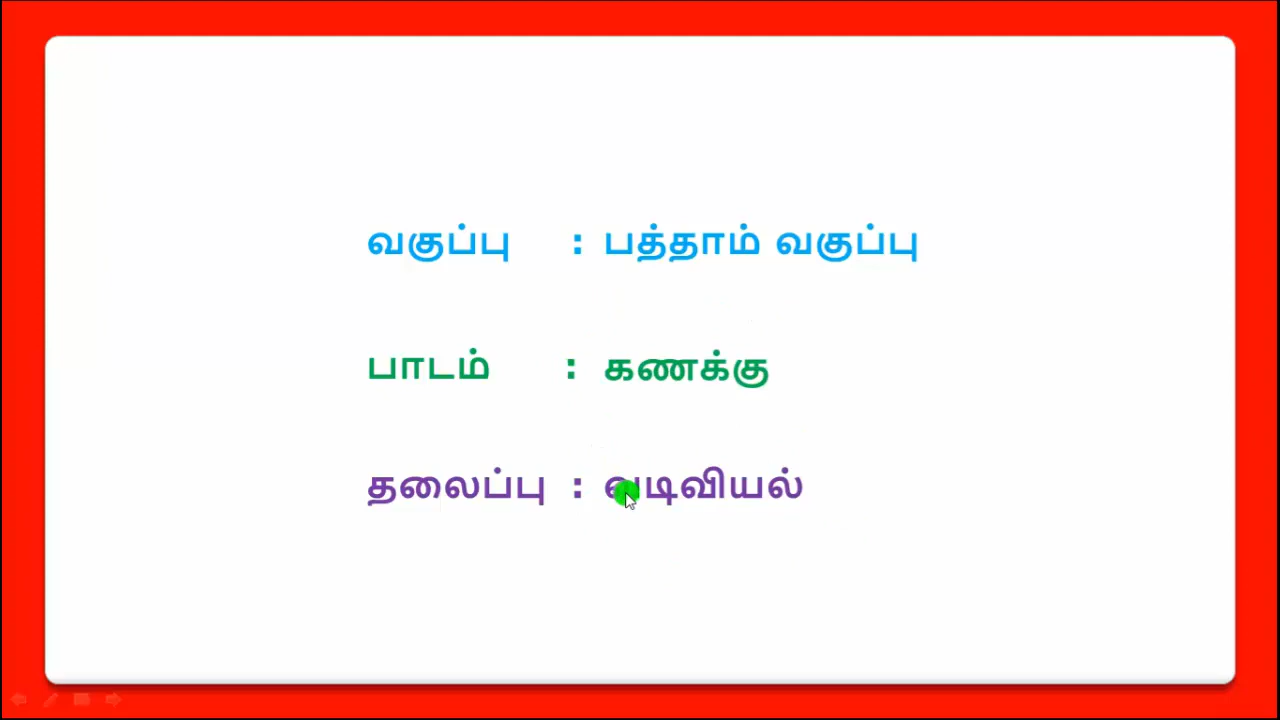 வகுப்பு : பத்தாம் வகுப்பு
பாடம் : கணக்கு
தலைப்பு : வடிவியல்